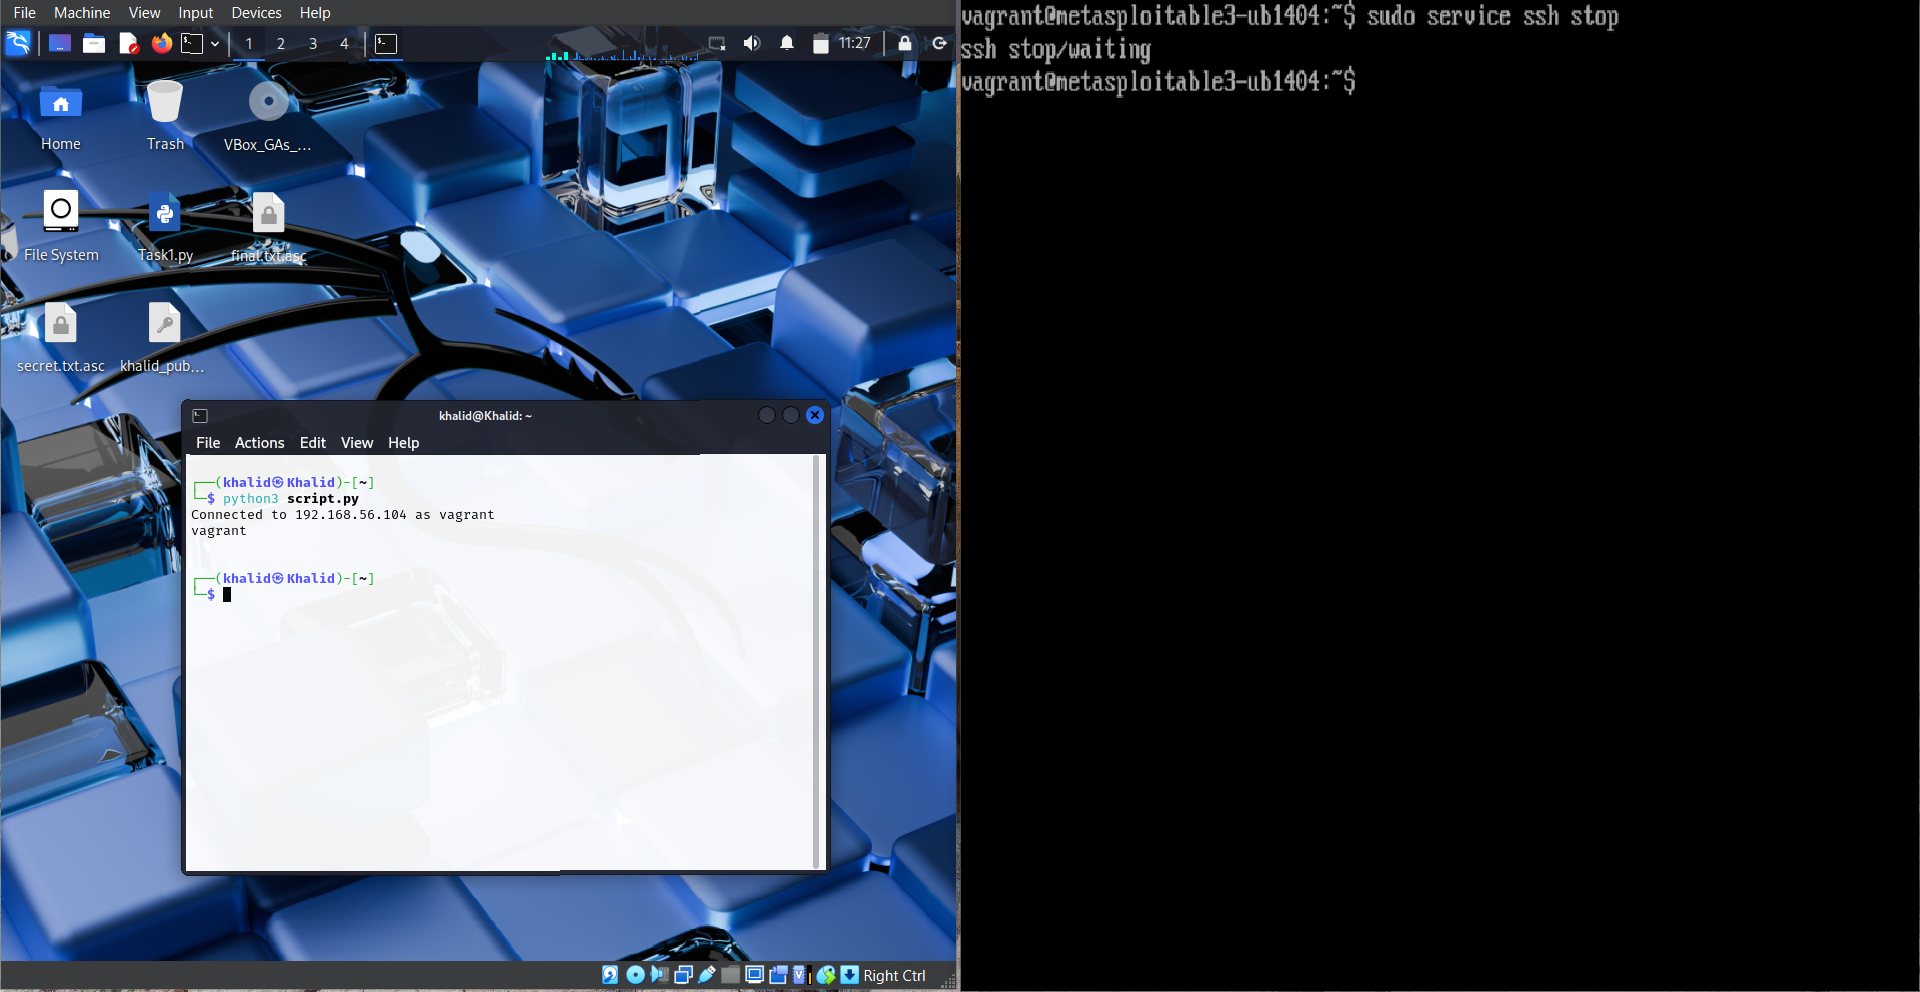 File Machine View Input Devices Help
1 2 3 4 11:27
Home Trash VBox_GAs_...
File System Task1.py final.txt.asc
secret.txt.asc khalid_pub...
khalid@Khalid: ~
File Actions Edit View Help
┌──(khalid㉿Khalid)-[~]
└─$ python3 script.py
Connected to 192.168.56.104 as vagrant
vagrant
┌──(khalid㉿Khalid)-[~]
└─$
Right Ctrl
vagrant@metasploitable3-ub1404:~$ sudo service ssh stop
ssh stop/waiting
vagrant@metasploitable3-ub1404:~$